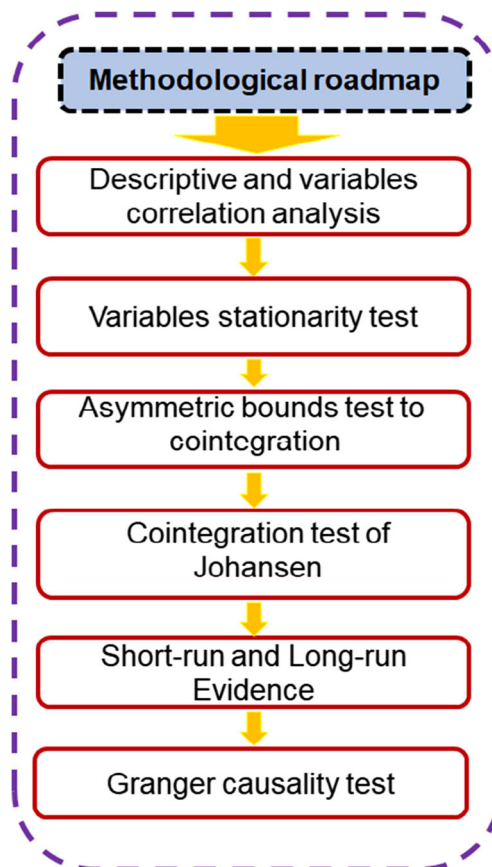 Methodological roadmap
Descriptive and variables
correlation analysis
Variables stationarity test
Asymmetric bounds test to
cointegration
Cointegration test of
Johansen
Short-run and Long-run
Evidence
Granger causality test